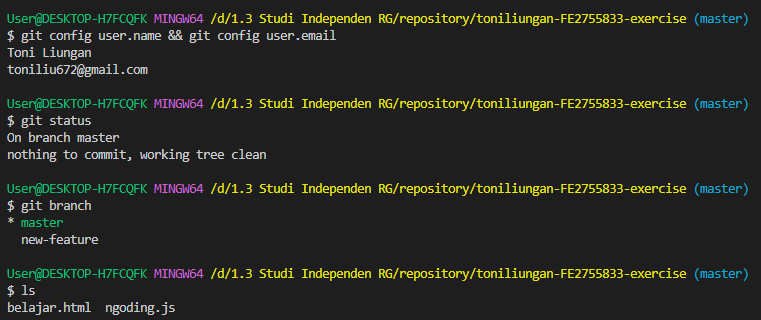 User@DESKTOP-H7FCQFK MINGW64 /d/1.3 Studi Independen RG/repository/toniliungan-FE2755833-exercise (master)
$ git config user.name && git config user.email
Toni Liungan
toniliu672@gmail.com
User@DESKTOP-H7FCQFK MINGW64 /d/1.3 Studi Independen RG/repository/toniliungan-FE2755833-exercise (master)
$ git status
On branch master
nothing to commit, working tree clean
User@DESKTOP-H7FCQFK MINGW64 /d/1.3 Studi Independen RG/repository/toniliungan-FE2755833-exercise (master)
$ git branch
* master
  new-feature
User@DESKTOP-H7FCQFK MINGW64 /d/1.3 Studi Independen RG/repository/toniliungan-FE2755833-exercise (master)
$ ls
belajar.html  ngoding.js